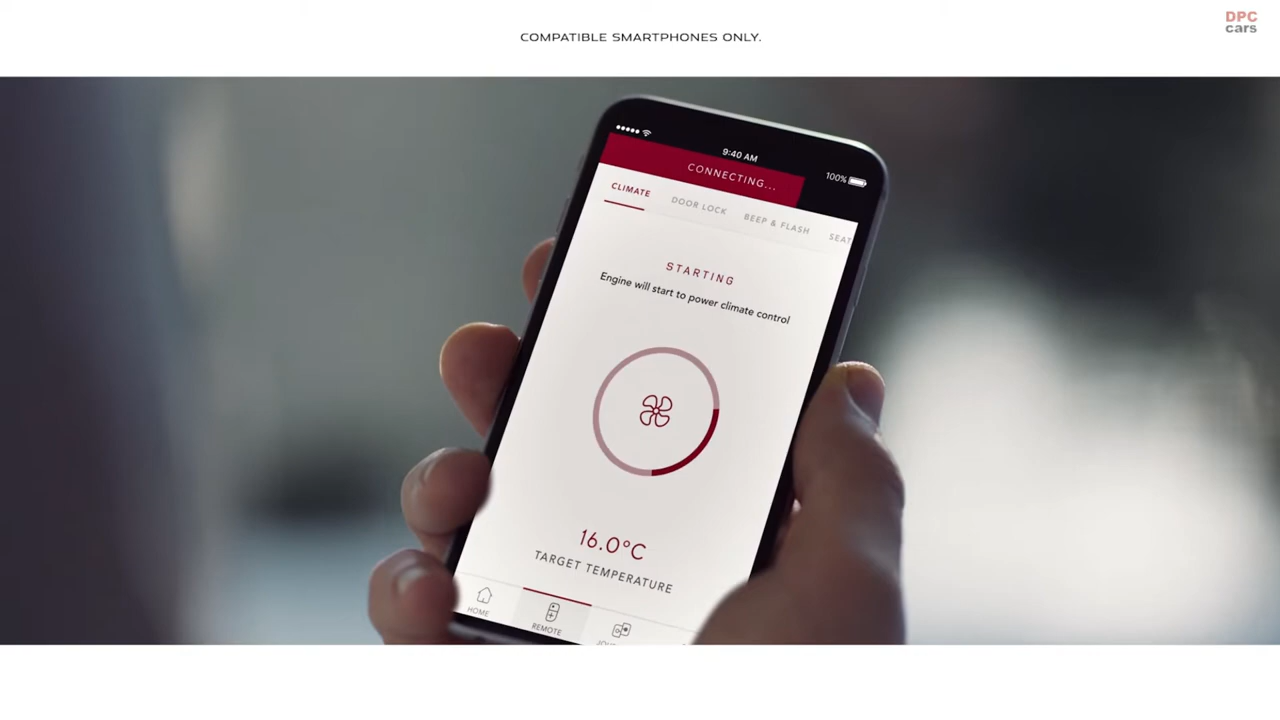 DPC
cars
COMPATIBLE SMARTPHONES ONLY.
9:40 AM
100%
CONNECTING...
CLIMATE
DOOR LOCK
BEEP & FLASH
SEAT
STARTING
Engine will start to power climate control
16.0°C
TARGET TEMPERATURE
HOME
REMOTE